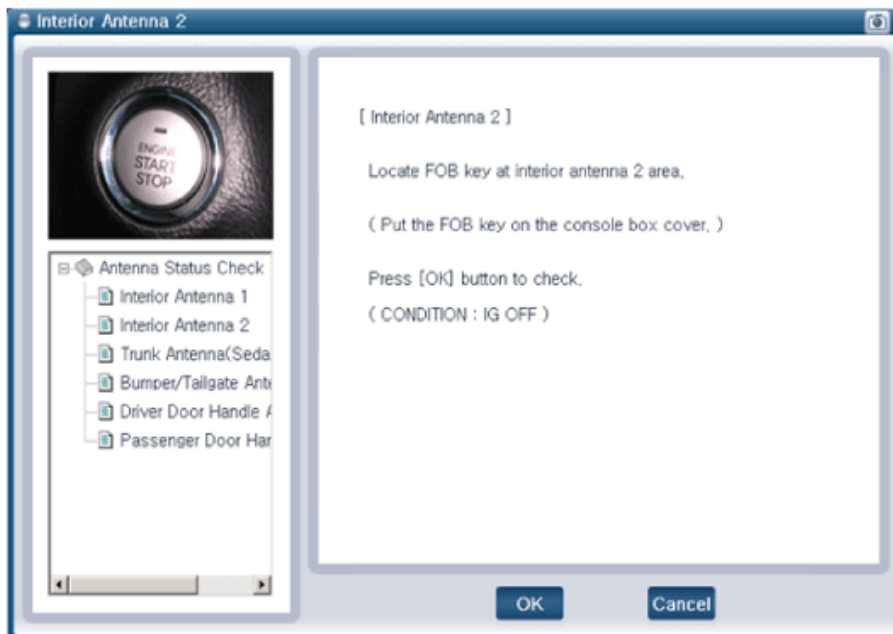 Interior Antenna 2
ENGINE
START
STOP
Antenna Status Check
Interior Antenna 1
Interior Antenna 2
Trunk Antenna(Seda
Bumper/Tailgate Ante
Driver Door Handle A
Passenger Door Har
[ Interior Antenna 2 ]
Locate FOB key at interior antenna 2 area.
( Put the FOB key on the console box cover. )
Press [OK] button to check.
( CONDITION : IG OFF )
OK
Cancel